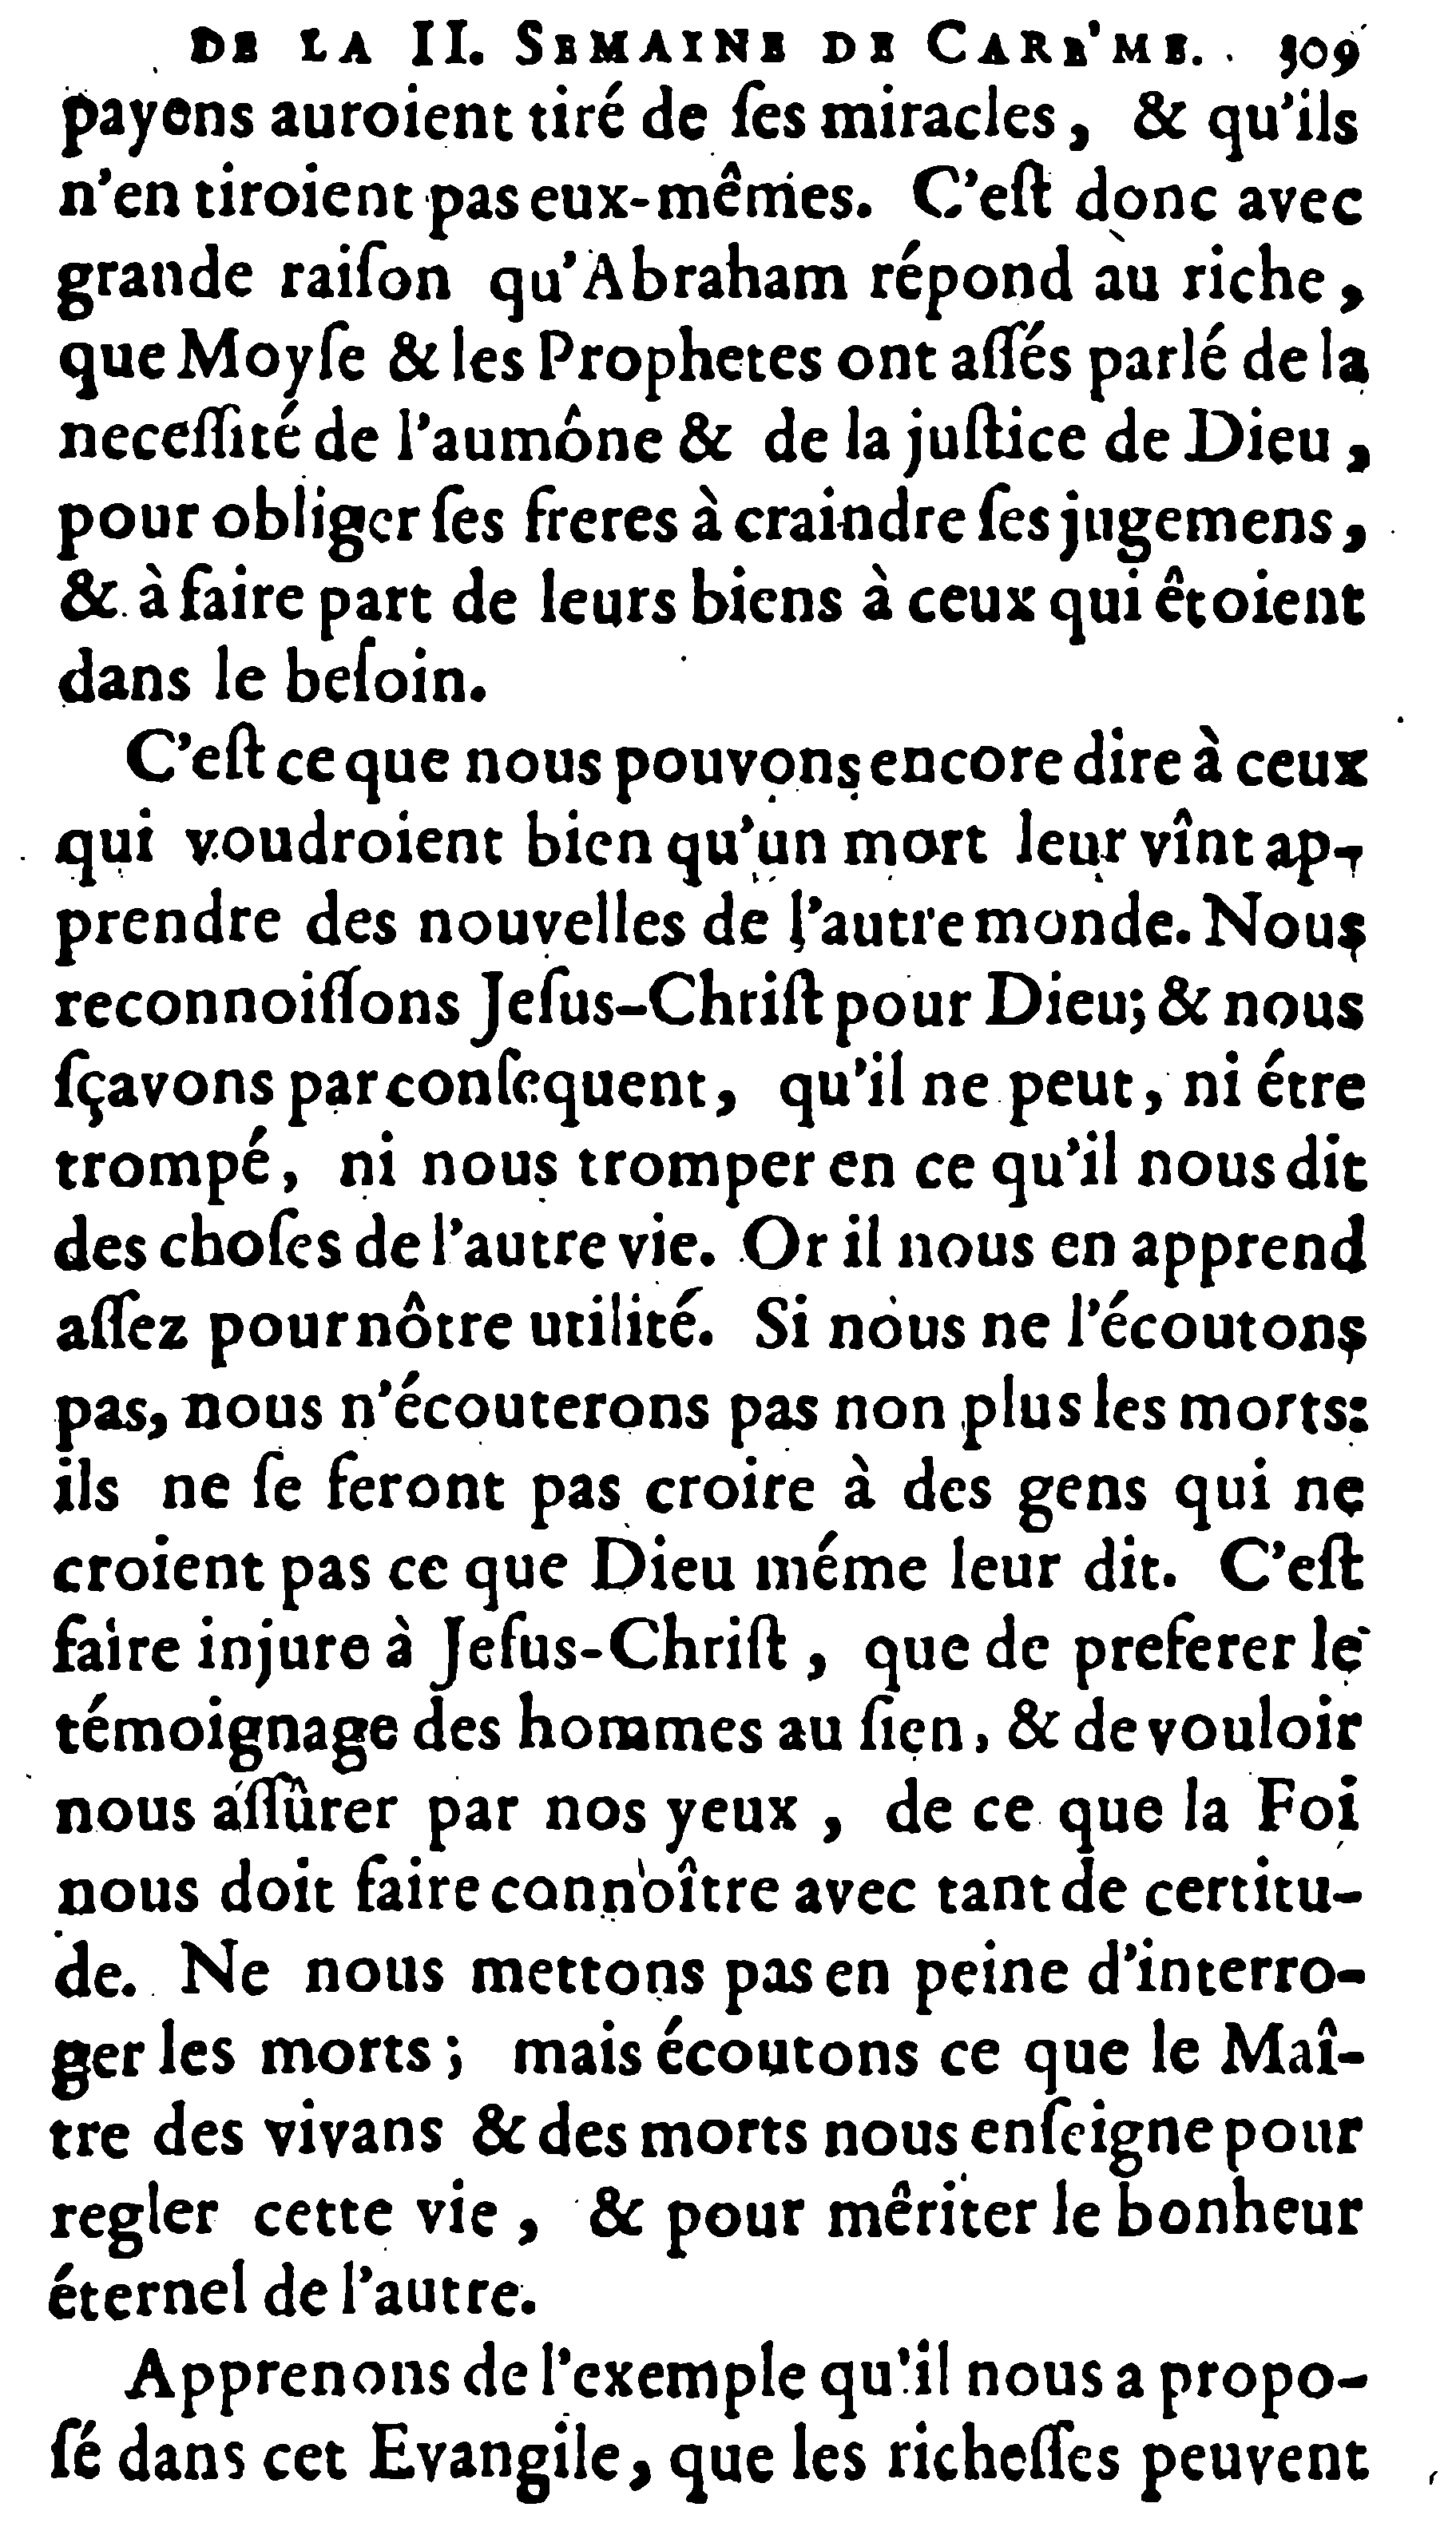 DE LA II. SEMAINE DE CARE'ME. 309
payens auroient tiré de ſes miracles, & qu'ils
n'en tiroient pas eux-mêmes. C'eſt donc avec
grande raiſon qu'Abraham répond au riche,
que Moyſe & les Prophetes ont aſſés parlé de la
neceſſité de l'aumône & de la juſtice de Dieu,
pour obliger ſes freres à craindre ſes jugemens,
& à faire part de leurs biens à ceux qui êtoient
dans le beſoin.
C'eſt ce que nous pouvons encore dire à ceux
qui voudroient bien qu'un mort leur vînt ap-
prendre des nouvelles de l'autre monde. Nous
reconnoiſſons Jeſus-Chriſt pour Dieu; & nous
ſçavons par conſequent, qu'il ne peut, ni étre
trompé, ni nous tromper en ce qu'il nous dit
des choſes de l'autre vie. Or il nous en apprend
aſſez pour nôtre utilité. Si nous ne l'écoutons
pas, nous n'écouterons pas non plus les morts:
ils ne ſe feront pas croire à des gens qui ne
croient pas ce que Dieu méme leur dit. C'eſt
faire injure à Jeſus-Chriſt, que de preferer le
témoignage des hommes au ſien, & de vouloir
nous aſſûrer par nos yeux, de ce que la Foi
nous doit faire connoître avec tant de certitu-
de. Ne nous mettons pas en peine d'interro-
ger les morts; mais écoutons ce que le Maî-
tre des vivans & des morts nous enſeigne pour
regler cette vie, & pour mêriter le bonheur
éternel de l'autre.
Apprenons de l'exemple qu'il nous a propo-
ſé dans cet Evangile, que les richeſſes peuvent